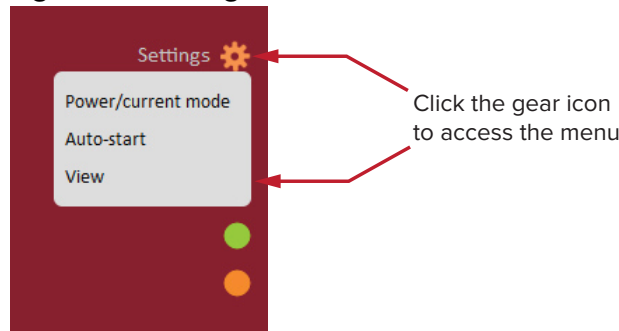 Settings
Power/current mode
Auto-start
View
Click the gear icon
to access the menu